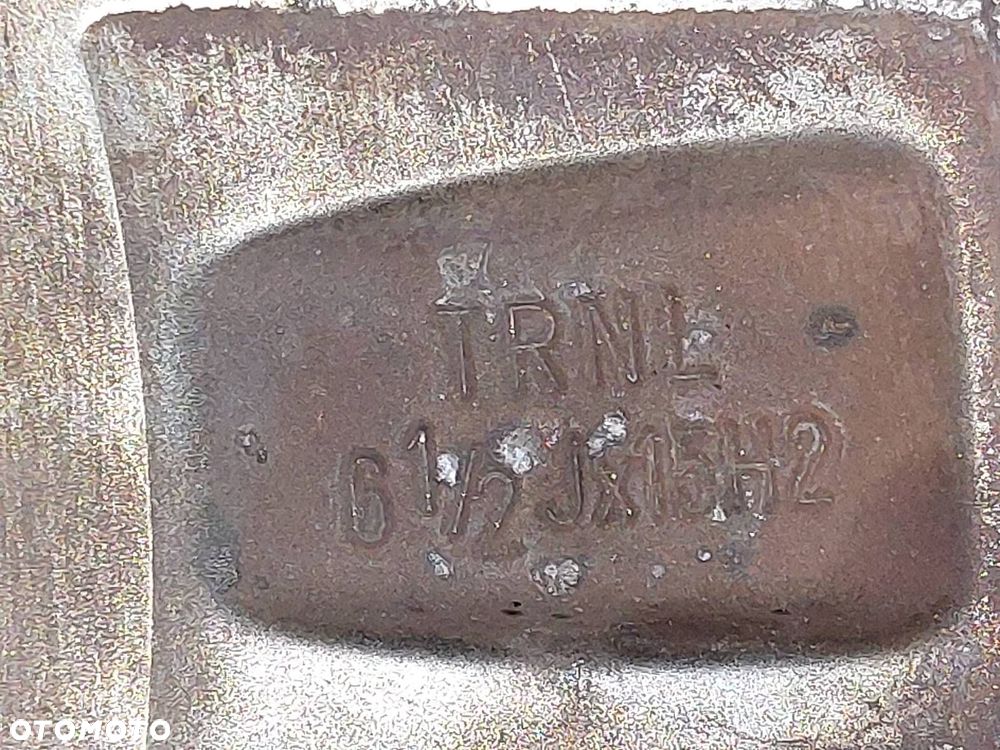 TRNL
6 1/2 Jx15H2
OTOMOTO